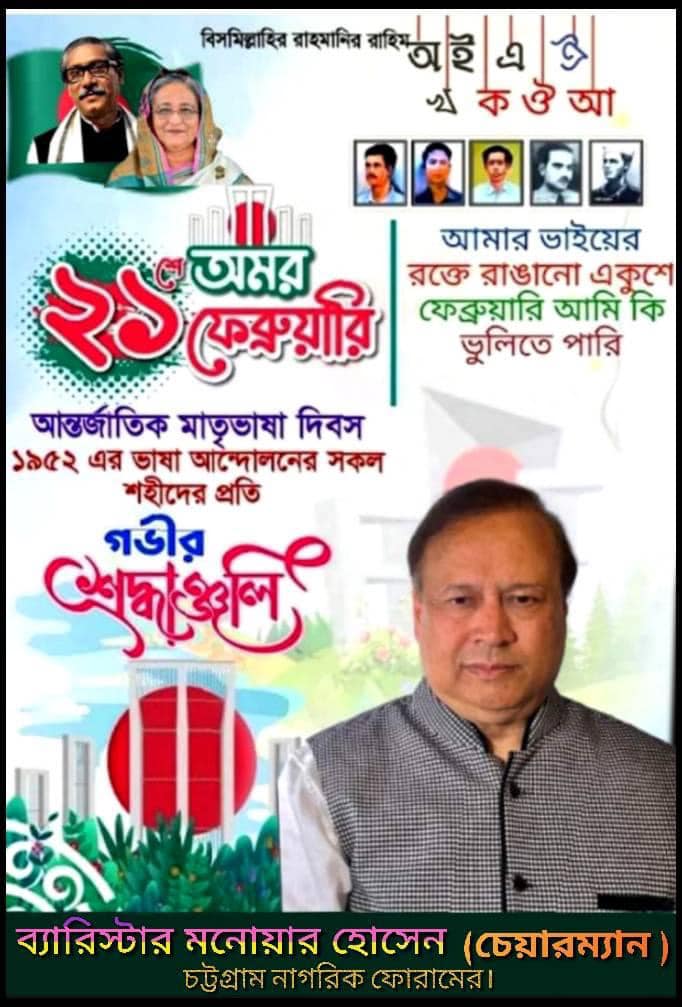 বিসমিল্লাহির রাহমানির রাহিম
অ ই এ ঐ
খ ক ঔ আ
আমার ভাইয়ের
রক্তে রাঙানো একুশে
ফেব্রুয়ারি আমি কি
ভুলিতে পারি
২১শে অমর
ফেব্রুয়ারি
আন্তর্জাতিক মাতৃভাষা দিবস
১৯৫২ এর ভাষা আন্দোলনের সকল
শহীদের প্রতি
গভীর
শ্রদ্ধাঞ্জলি
ব্যারিস্টার মনোয়ার হোসেন (চেয়ারম্যান )
চট্টগ্রাম নাগরিক ফোরামের।